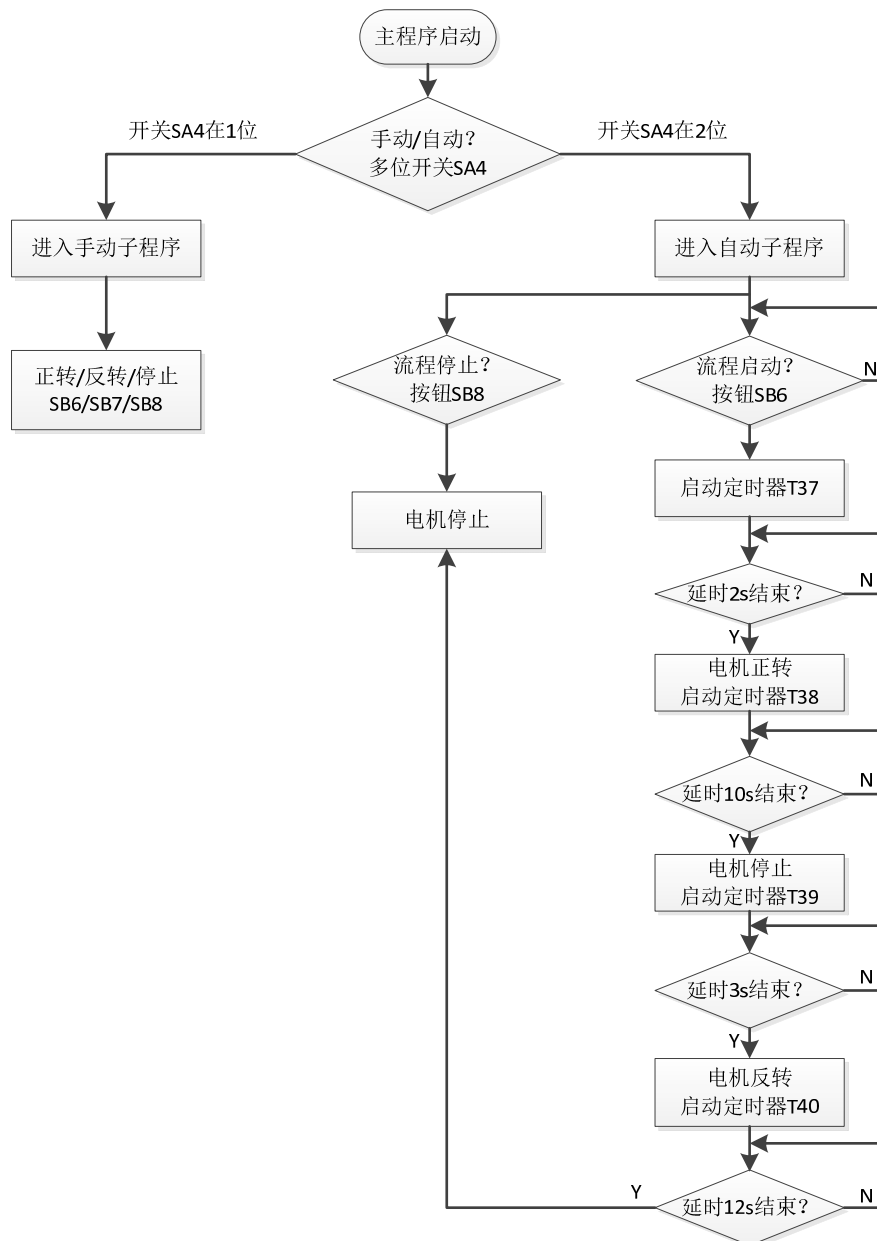 主程序启动
开关SA4在1位
手动/自动？
多位开关SA4
开关SA4在2位
进入手动子程序
进入自动子程序
正转/反转/停止
SB6/SB7/SB8
流程停止？
按钮SB8
流程启动？
按钮SB6
N
电机停止
启动定时器T37
延时2s结束？
N
Y
电机正转
启动定时器T38
延时10s结束？
N
Y
电机停止
启动定时器T39
延时3s结束？
N
Y
电机反转
启动定时器T40
Y
延时12s结束？
N